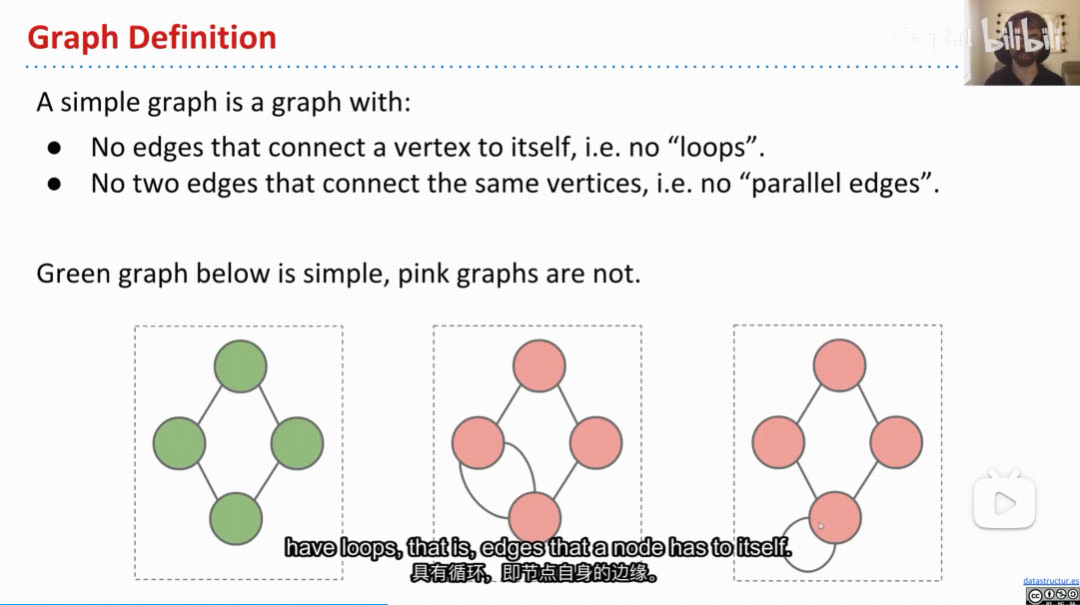 Graph Definition
bilibili
A simple graph is a graph with:
● No edges that connect a vertex to itself, i.e. no “loops”.
● No two edges that connect the same vertices, i.e. no “parallel edges”.
Green graph below is simple, pink graphs are not.
have loops, that is, edges that a node has to itself.
具有循环，即节点自身的边缘。
datastructur.es